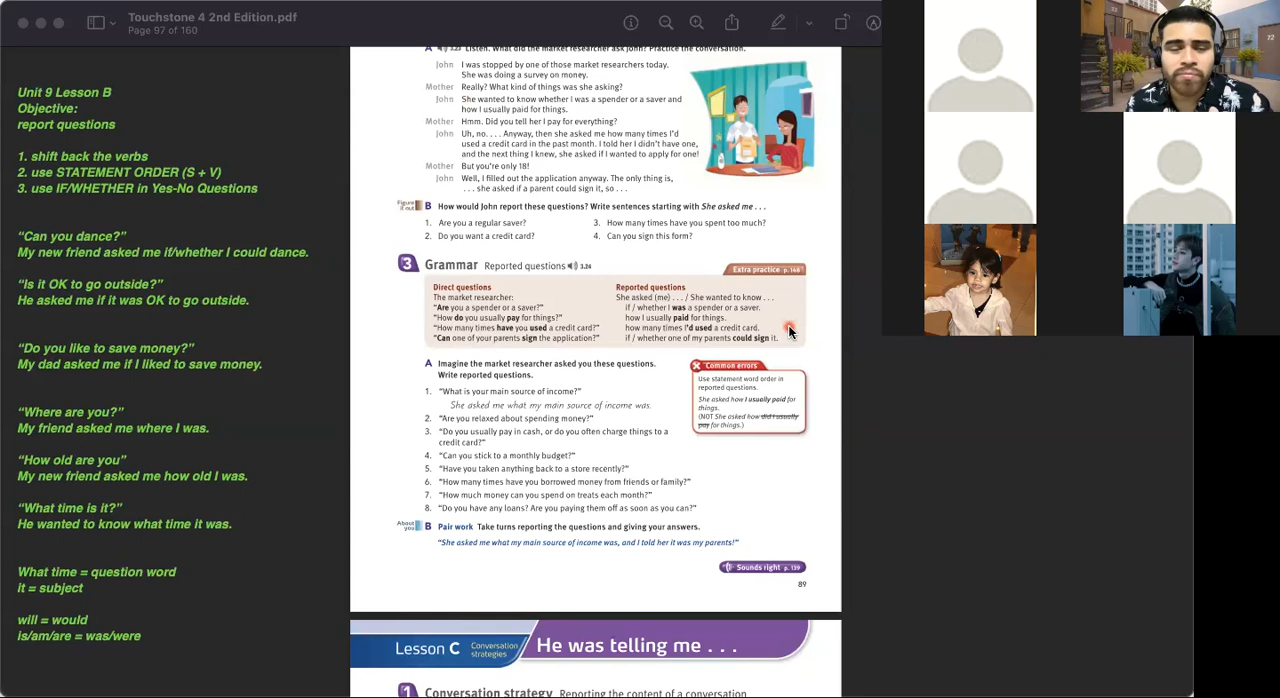 Touchstone 4 2nd Edition.pdf
Page 97 of 160
Unit 9 Lesson B
Objective:
report questions
1. shift back the verbs
2. use STATEMENT ORDER (S + V)
3. use IF/WHETHER in Yes-No Questions
“Can you dance?”
My new friend asked me if/whether I could dance.
“Is it OK to go outside?”
He asked me if it was OK to go outside.
“Do you like to save money?”
My dad asked me if I liked to save money.
“Where are you?”
My friend asked me where I was.
“How old are you”
My new friend asked me how old I was.
“What time is it?”
He wanted to know what time it was.
What time = question word
it = subject
will = would
is/am/are = was/were
A 3.23 Listen. What did the market researcher ask John? Practice the conversation.
John I was stopped by one of those market researchers today.
She was doing a survey on money.
Mother Really? What kind of things was she asking?
John She wanted to know whether I was a spender or a saver and
how I usually paid for things.
Mother Hmm. Did you tell her I pay for everything?
John Uh, no. . . . Anyway, then she asked me how many times I’d
used a credit card in the past month. I told her I didn’t have one,
and the next thing I knew, she asked if I wanted to apply for one!
Mother But you’re only 18!
John Well, I filled out the application anyway. The only thing is,
. . . she asked if a parent could sign it, so . . .
Figure it out B How would John report these questions? Write sentences starting with She asked me . . .
1. Are you a regular saver?
2. Do you want a credit card?
3. How many times have you spent too much?
4. Can you sign this form?
3 Grammar Reported questions 3.24
Extra practice p. 148
Direct questions
The market researcher:
“Are you a spender or a saver?”
“How do you usually pay for things?”
“How many times have you used a credit card?”
“Can one of your parents sign the application?”
Reported questions
She asked (me) . . . / She wanted to know . . .
if / whether I was a spender or a saver.
how I usually paid for things.
how many times I’d used a credit card.
if / whether one of my parents could sign it.
A Imagine the market researcher asked you these questions.
Write reported questions.
1. “What is your main source of income?”
She asked me what my main source of income was.
2. “Are you relaxed about spending money?”
3. “Do you usually pay in cash, or do you often charge things to a
credit card?”
4. “Can you stick to a monthly budget?”
5. “Have you taken anything back to a store recently?”
6. “How many times have you borrowed money from friends or family?”
7. “How much money can you spend on treats each month?”
8. “Do you have any loans? Are you paying them off as soon as you can?”
Common errors
Use statement word order in
reported questions.
She asked how I usually paid for
things.
(NOT She asked how did I usually
pay for things.)
About you B Pair work Take turns reporting the questions and giving your answers.
“She asked me what my main source of income was, and I told her it was my parents!”
Sounds right p. 139
89
Lesson C Conversation strategies He was telling me . . .
1 Conversation strategy Reporting the content of a conversation